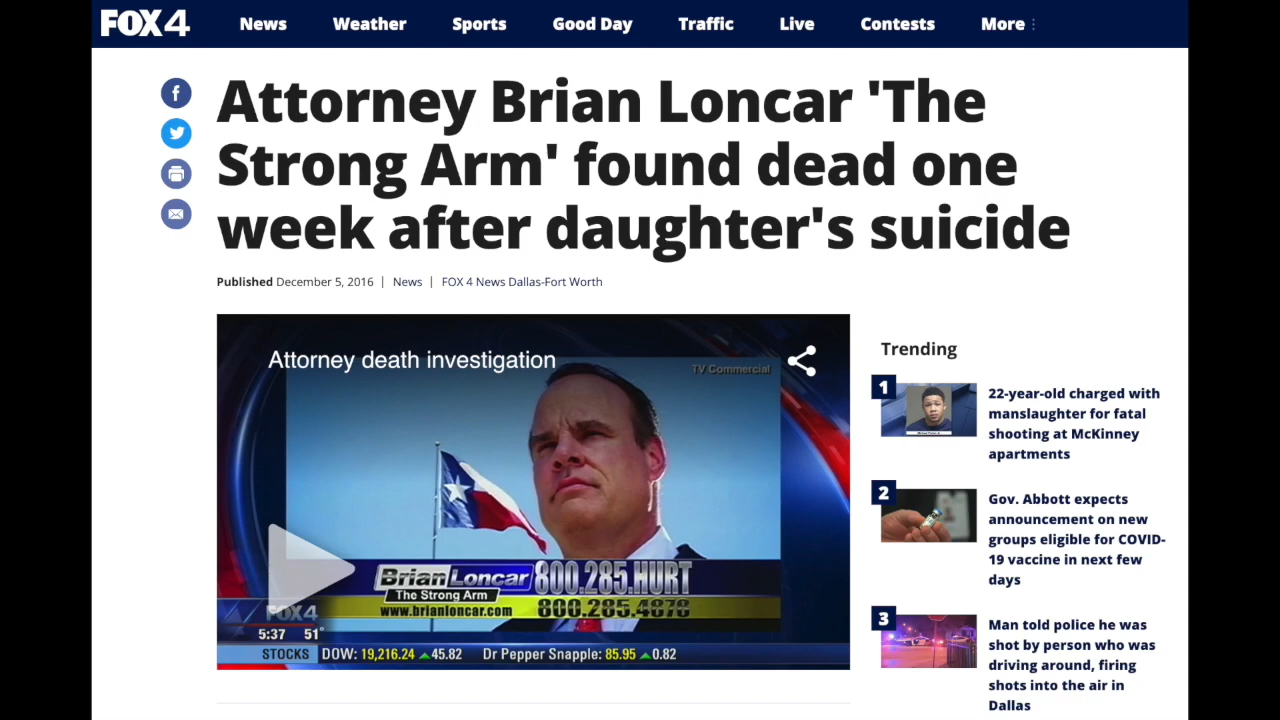 FOX 4
News
Weather
Sports
Good Day
Traffic
Live
Contests
More
Attorney Brian Loncar 'The
Strong Arm' found dead one
week after daughter's suicide
Published December 5, 2016 | News | FOX 4 News Dallas-Fort Worth
Attorney death investigation
TV Commercial
Brian Loncar 800.285.HURT
The Strong Arm
www.brianloncar.com 800.285.4878
FOX 4
5:37 51°
STOCKS DOW: 19,216.24 45.82 Dr Pepper Snapple: 85.95 0.82
Trending
1
22-year-old charged with
manslaughter for fatal
shooting at McKinney
apartments
2
Gov. Abbott expects
announcement on new
groups eligible for COVID-
19 vaccine in next few
days
3
Man told police he was
shot by person who was
driving around, firing
shots into the air in
Dallas